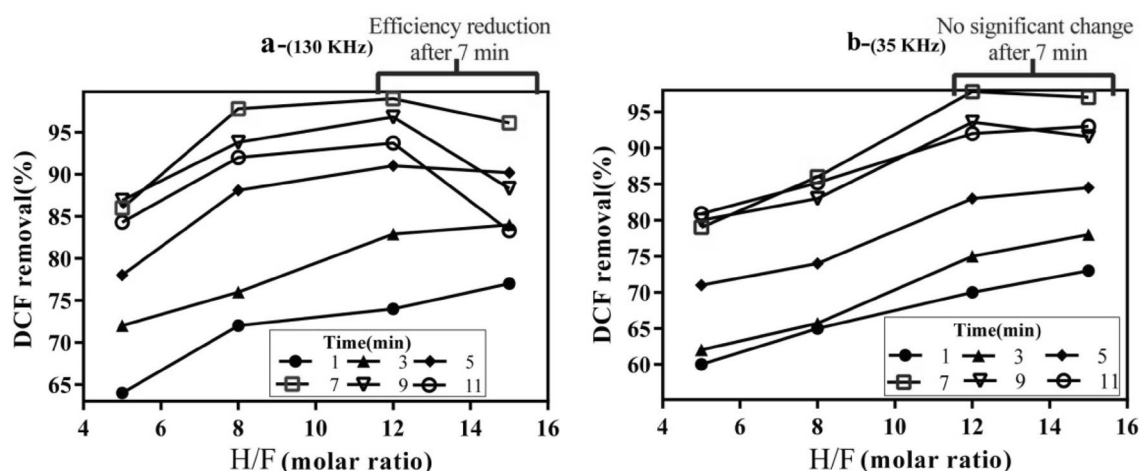 a-(130 KHz)
Efficiency reduction
after 7 min
DCF removal(%)
95
90
85
80
75
70
65
4 6 8 10 12 14 16
H/F (molar ratio)
Time(min)
1 3 5
7 9 11
b-(35 KHz)
No significant change
after 7 min
DCF removal(%)
95
90
85
80
75
70
65
60
4 6 8 10 12 14 16
H/F (molar ratio)
Time(min)
1 3 5
7 9 11